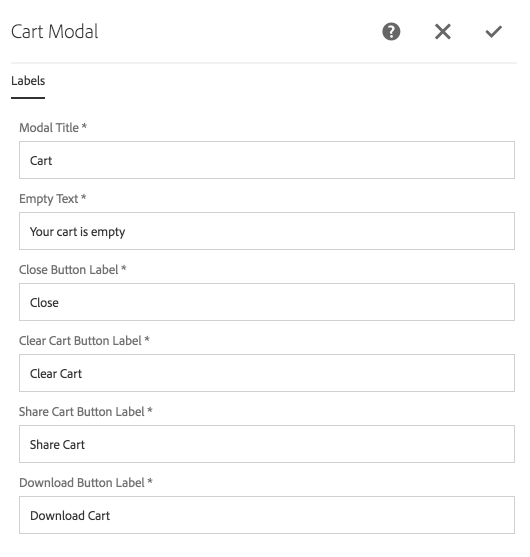 Cart Modal
Labels
Modal Title *
Cart
Empty Text *
Your cart is empty
Close Button Label *
Close
Clear Cart Button Label *
Clear Cart
Share Cart Button Label *
Share Cart
Download Button Label *
Download Cart